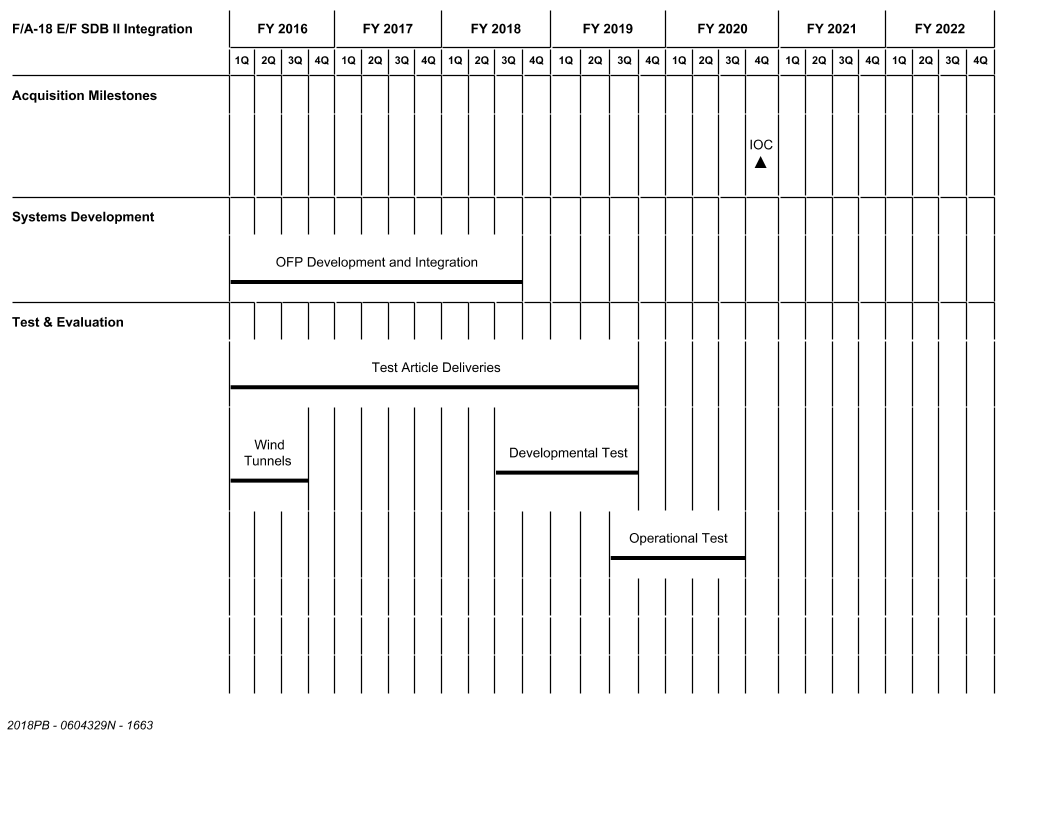 F/A-18 E/F SDB II Integration FY 2016 FY 2017 FY 2018 FY 2019 FY 2020 FY 2021 FY 2022
1Q 2Q 3Q 4Q 1Q 2Q 3Q 4Q 1Q 2Q 3Q 4Q 1Q 2Q 3Q 4Q 1Q 2Q 3Q 4Q 1Q 2Q 3Q 4Q 1Q 2Q 3Q 4Q
Acquisition Milestones
IOC
Systems Development
OFP Development and Integration
Test & Evaluation
Test Article Deliveries
Wind
Tunnels
Developmental Test
Operational Test
2018PB - 0604329N - 1663